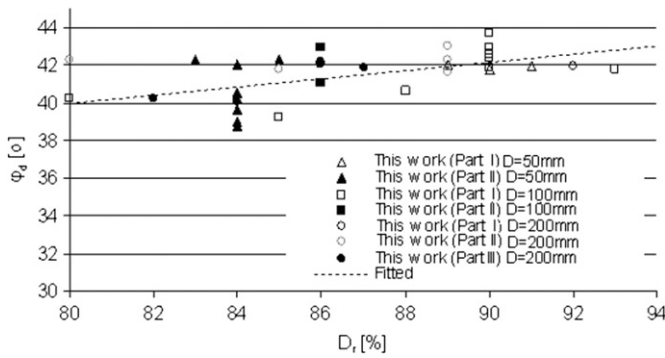 44
42
40
38
36
34
32
30
φd [o]
This work (Part I) D=50mm
This work (Part II) D=50mm
This work (Part I) D=100mm
This work (Part II) D=100mm
This work (Part I) D=200mm
This work (Part II) D=200mm
This work (Part III) D=200mm
Fitted
80 82 84 86 88 90 92 94
Dr [%]